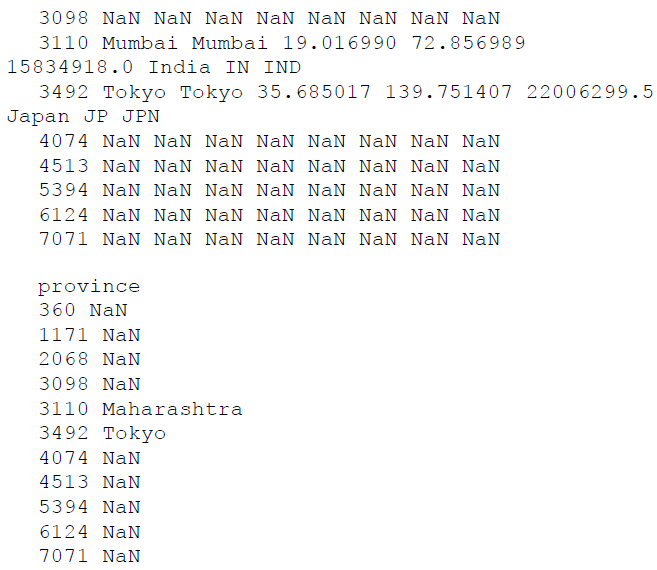 3098 NaN NaN NaN NaN NaN NaN NaN NaN
3110 Mumbai Mumbai 19.016990 72.856989
15834918.0 India IN IND
3492 Tokyo Tokyo 35.685017 139.751407 22006299.5
Japan JP JPN
4074 NaN NaN NaN NaN NaN NaN NaN NaN
4513 NaN NaN NaN NaN NaN NaN NaN NaN
5394 NaN NaN NaN NaN NaN NaN NaN NaN
6124 NaN NaN NaN NaN NaN NaN NaN NaN
7071 NaN NaN NaN NaN NaN NaN NaN NaN
province
360 NaN
1171 NaN
2068 NaN
3098 NaN
3110 Maharashtra
3492 Tokyo
4074 NaN
4513 NaN
5394 NaN
6124 NaN
7071 NaN